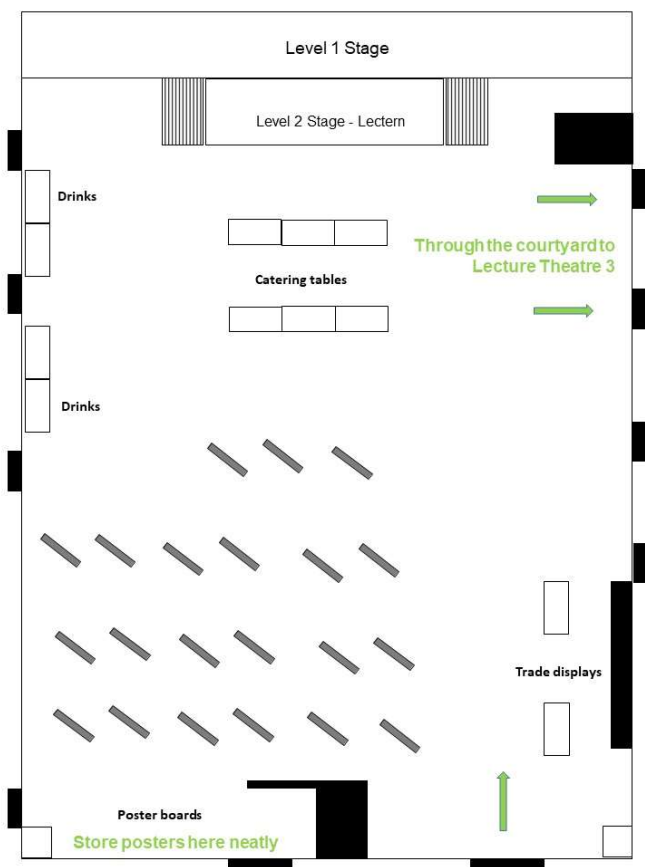 Level 1 Stage
Level 2 Stage - Lectern
Drinks
Through the courtyard to
Lecture Theatre 3
Catering tables
Drinks
Trade displays
Poster boards
Store posters here neatly